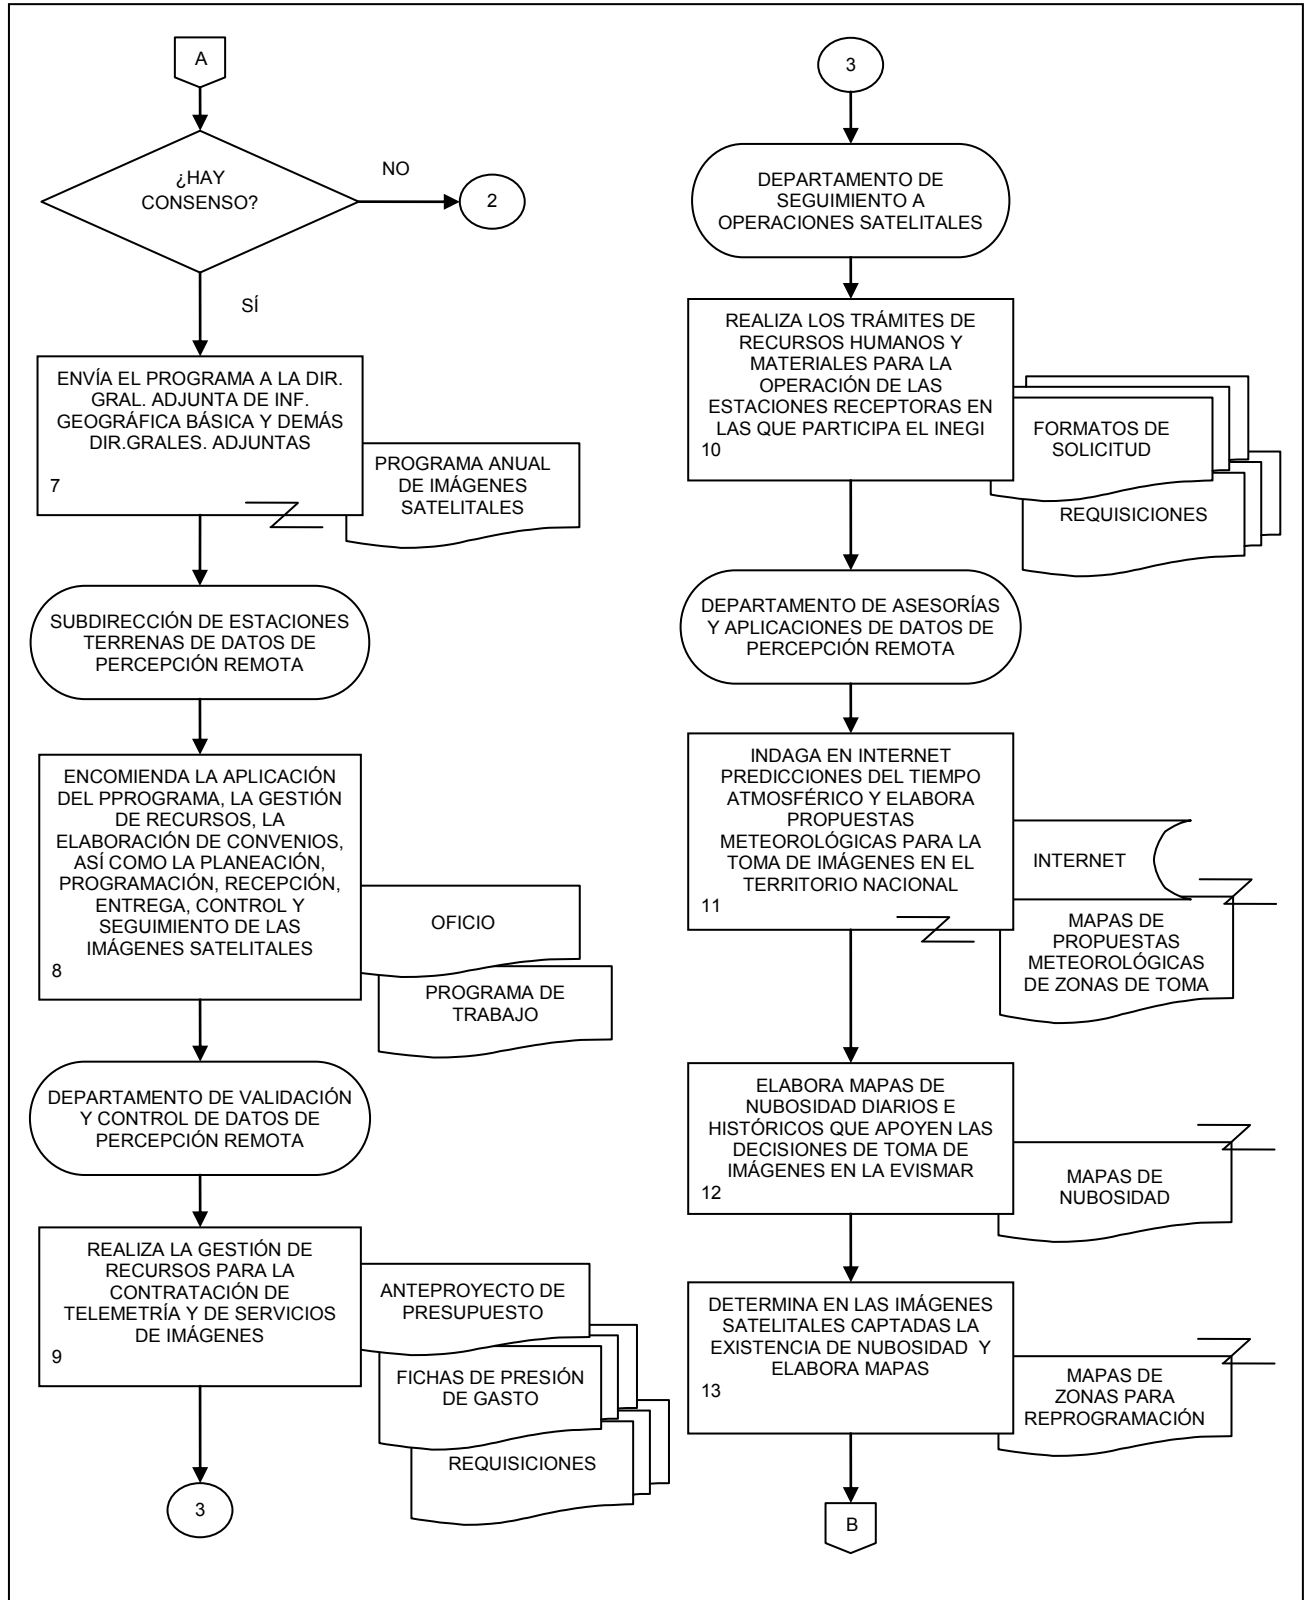 A
¿HAY
CONSENSO?
NO
2
SÍ
ENVÍA EL PROGRAMA A LA DIR.
GRAL. ADJUNTA DE INF.
GEOGRÁFICA BÁSICA Y DEMÁS
DIR.GRALES. ADJUNTAS
7
PROGRAMA ANUAL
DE IMÁGENES
SATELITALES
SUBDIRECCIÓN DE ESTACIONES
TERRENAS DE DATOS DE
PERCEPCIÓN REMOTA
ENCOMIENDA LA APLICACIÓN
DEL PPROGRAMA, LA GESTIÓN
DE RECURSOS, LA
ELABORACIÓN DE CONVENIOS,
ASÍ COMO LA PLANEACIÓN,
PROGRAMACIÓN, RECEPCIÓN,
ENTREGA, CONTROL Y
SEGUIMIENTO DE LAS
IMÁGENES SATELITALES
8
OFICIO
PROGRAMA DE
TRABAJO
DEPARTAMENTO DE VALIDACIÓN
Y CONTROL DE DATOS DE
PERCEPCIÓN REMOTA
REALIZA LA GESTIÓN DE
RECURSOS PARA LA
CONTRATACIÓN DE
TELEMETRÍA Y DE SERVICIOS
DE IMÁGENES
9
ANTEPROYECTO DE
PRESUPUESTO
FICHAS DE PRESIÓN
DE GASTO
REQUISICIONES
3
3
DEPARTAMENTO DE
SEGUIMIENTO A
OPERACIONES SATELITALES
REALIZA LOS TRÁMITES DE
RECURSOS HUMANOS Y
MATERIALES PARA LA
OPERACIÓN DE LAS
ESTACIONES RECEPTORAS EN
LAS QUE PARTICIPA EL INEGI
10
FORMATOS DE
SOLICITUD
REQUISICIONES
DEPARTAMENTO DE ASESORÍAS
Y APLICACIONES DE DATOS DE
PERCEPCIÓN REMOTA
INDAGA EN INTERNET
PREDICCIONES DEL TIEMPO
ATMOSFÉRICO Y ELABORA
PROPUESTAS
METEOROLÓGICAS PARA LA
TOMA DE IMÁGENES EN EL
TERRITORIO NACIONAL
11
INTERNET
MAPAS DE
PROPUESTAS
METEOROLÓGICAS
DE ZONAS DE TOMA
ELABORA MAPAS DE
NUBOSIDAD DIARIOS E
HISTÓRICOS QUE APOYEN LAS
DECISIONES DE TOMA DE
IMÁGENES EN LA EVISMAR
12
MAPAS DE
NUBOSIDAD
DETERMINA EN LAS IMÁGENES
SATELITALES CAPTADAS LA
EXISTENCIA DE NUBOSIDAD Y
ELABORA MAPAS
13
MAPAS DE
ZONAS PARA
REPROGRAMACIÓN
B